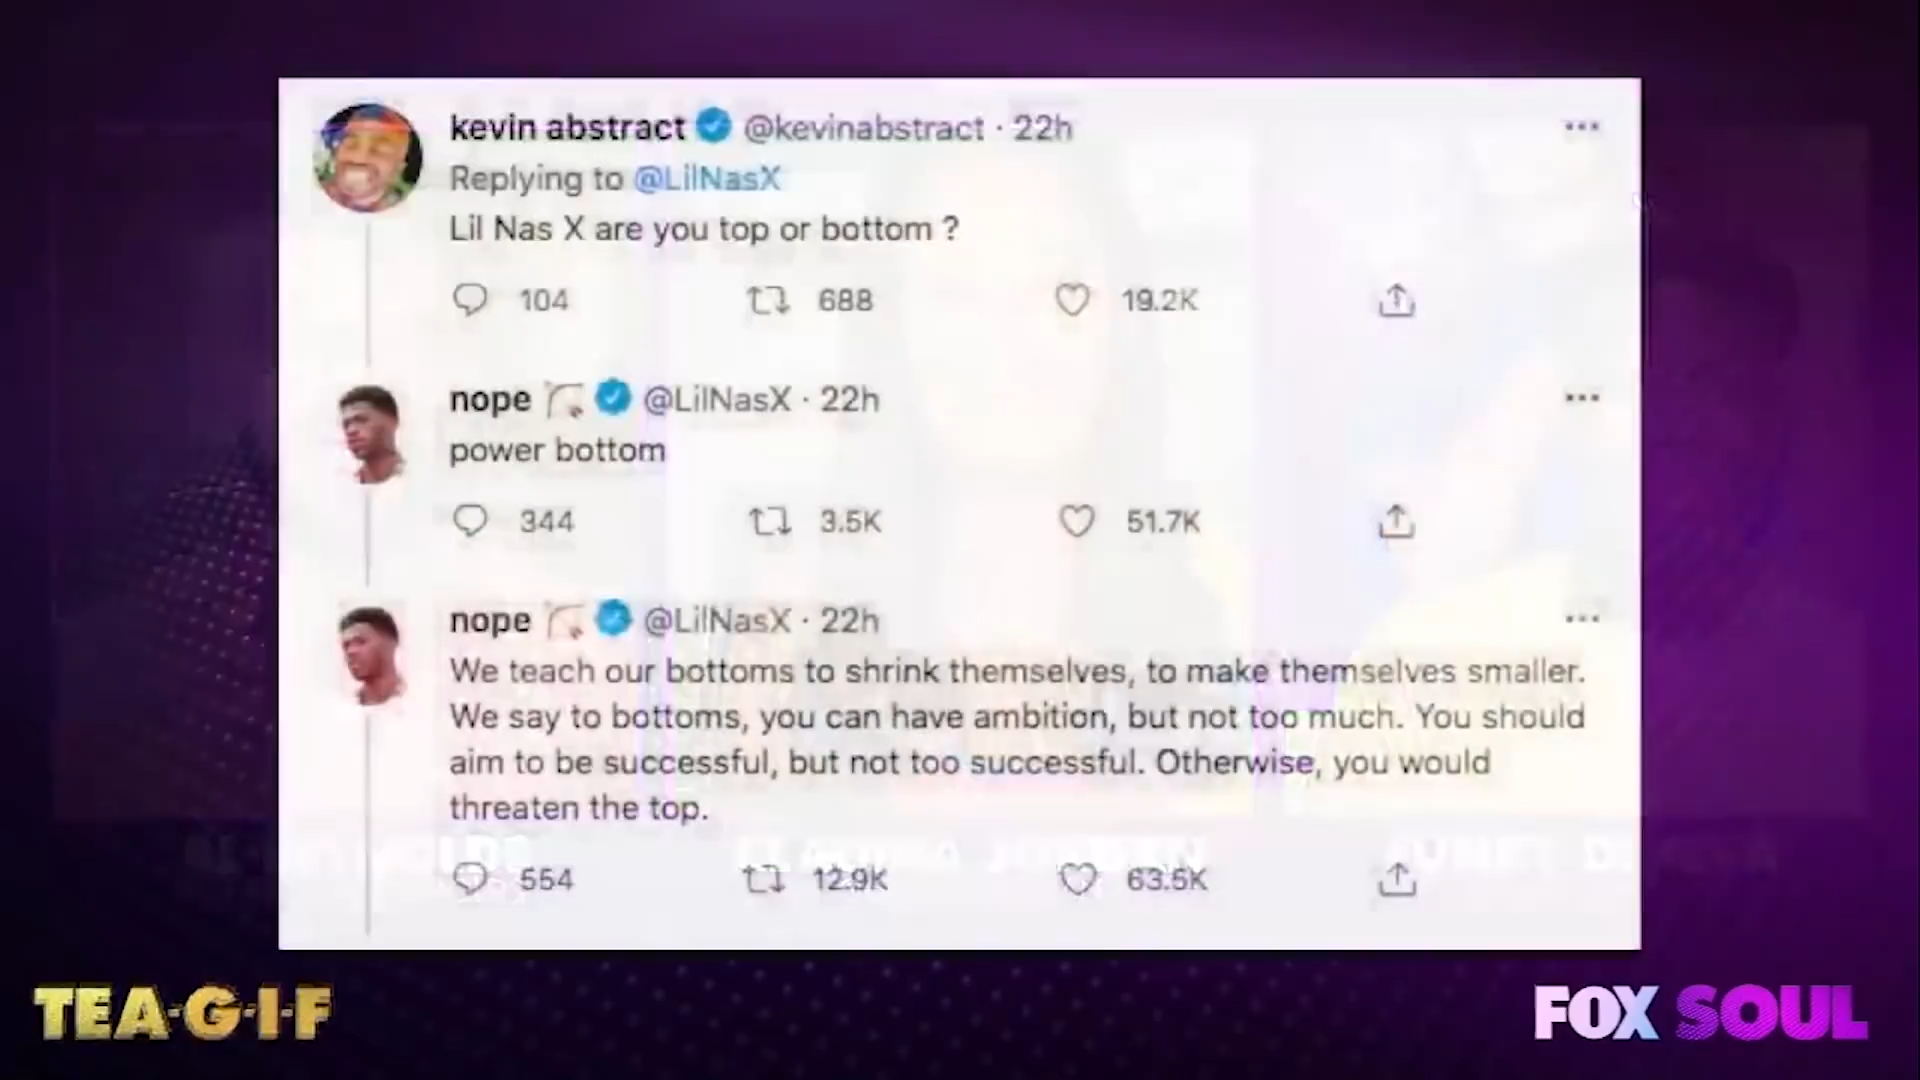 kevin abstract @kevinabstract · 22h
Replying to @LilNasX
Lil Nas X are you top or bottom ?
104 688 19.2K
nope @LilNasX · 22h
power bottom
344 3.5K 51.7K
nope @LilNasX · 22h
We teach our bottoms to shrink themselves, to make themselves smaller.
We say to bottoms, you can have ambition, but not too much. You should
aim to be successful, but not too successful. Otherwise, you would
threaten the top.
554 12.9K 63.5K
TEA·G·I·F
FOX SOUL